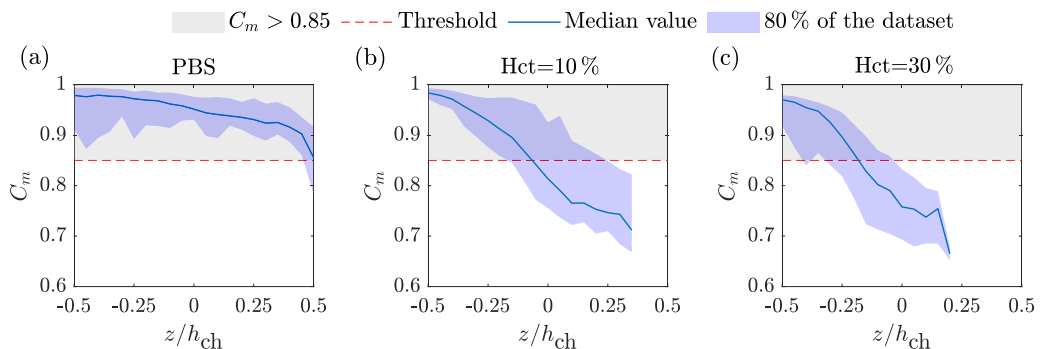 C_m > 0.85 Threshold Median value 80 % of the dataset
(a) PBS (b) Hct=10 % (c) Hct=30 %
1 1 1
0.9 0.9 0.9
C_m C_m C_m
0.8 0.8 0.8
0.7 0.7 0.7
0.6 0.6 0.6
-0.5 -0.25 0 0.25 0.5 -0.5 -0.25 0 0.25 0.5 -0.5 -0.25 0 0.25 0.5
z/h_ch z/h_ch z/h_ch